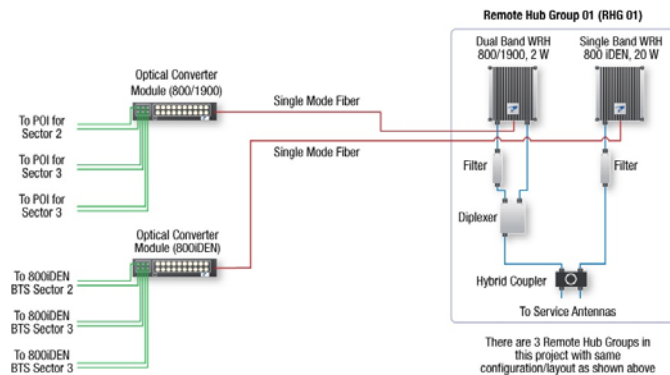 Remote Hub Group 01 (RHG 01)
Dual Band WRH
800/1900, 2 W
Single Band WRH
800 iDEN, 20 W
Optical Converter
Module (800/1900)
Single Mode Fiber
To POI for
Sector 2
To POI for
Sector 3
To POI for
Sector 3
Single Mode Fiber
Filter
Filter
Diplexer
Optical Converter
Module (800iDEN)
To 800iDEN
BTS Sector 2
To 800iDEN
BTS Sector 3
To 800iDEN
BTS Sector 3
Hybrid Coupler
To Service Antennas
There are 3 Remote Hub Groups in
this project with same
configuration/layout as shown above